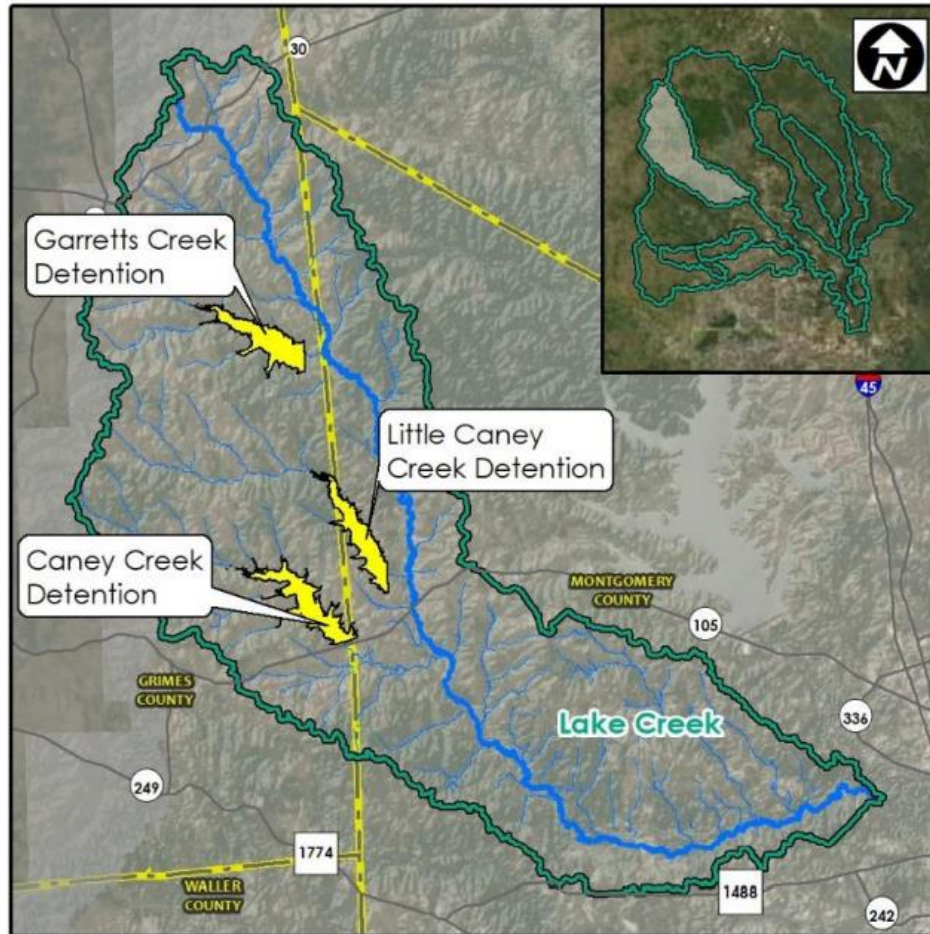 30
N
Garretts Creek
Detention
45
Little Caney
Creek Detention
Caney Creek
Detention
MONTGOMERY
COUNTY
105
GRIMES
COUNTY
Lake Creek
336
249
1774
WALLER
COUNTY
1488
242